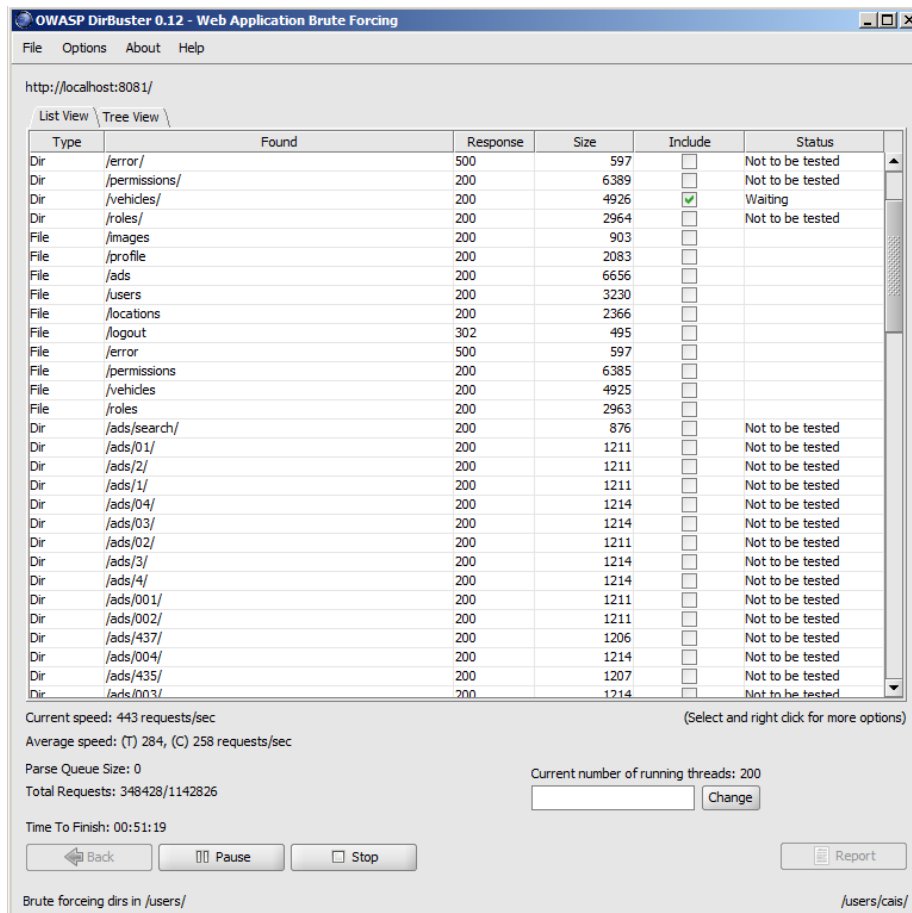 OWASP DirBuster 0.12 - Web Application Brute Forcing
File Options About Help
http://localhost:8081/
List View Tree View
Type Found Response Size Include Status
Dir /error/ 500 597 Not to be tested
Dir /permissions/ 200 6389 Not to be tested
Dir /vehicles/ 200 4926 Waiting
Dir /roles/ 200 2964 Not to be tested
File /images 200 903
File /profile 200 2083
File /ads 200 6656
File /users 200 3230
File /locations 200 2366
File /logout 302 495
File /error 500 597
File /permissions 200 6385
File /vehicles 200 4925
File /roles 200 2963
Dir /ads/search/ 200 876 Not to be tested
Dir /ads/01/ 200 1211 Not to be tested
Dir /ads/2/ 200 1211 Not to be tested
Dir /ads/1/ 200 1211 Not to be tested
Dir /ads/04/ 200 1214 Not to be tested
Dir /ads/03/ 200 1214 Not to be tested
Dir /ads/02/ 200 1211 Not to be tested
Dir /ads/3/ 200 1214 Not to be tested
Dir /ads/4/ 200 1214 Not to be tested
Dir /ads/001/ 200 1211 Not to be tested
Dir /ads/002/ 200 1211 Not to be tested
Dir /ads/437/ 200 1206 Not to be tested
Dir /ads/004/ 200 1214 Not to be tested
Dir /ads/435/ 200 1207 Not to be tested
Dir /ads/003/ 200 1214 Not to be tested
Current speed: 443 requests/sec (Select and right click for more options)
Average speed: (T) 284, (C) 258 requests/sec
Parse Queue Size: 0 Current number of running threads: 200
Total Requests: 348428/1142826 Change
Time To Finish: 00:51:19
Back Pause Stop Report
Brute forceing dirs in /users/ /users/cais/